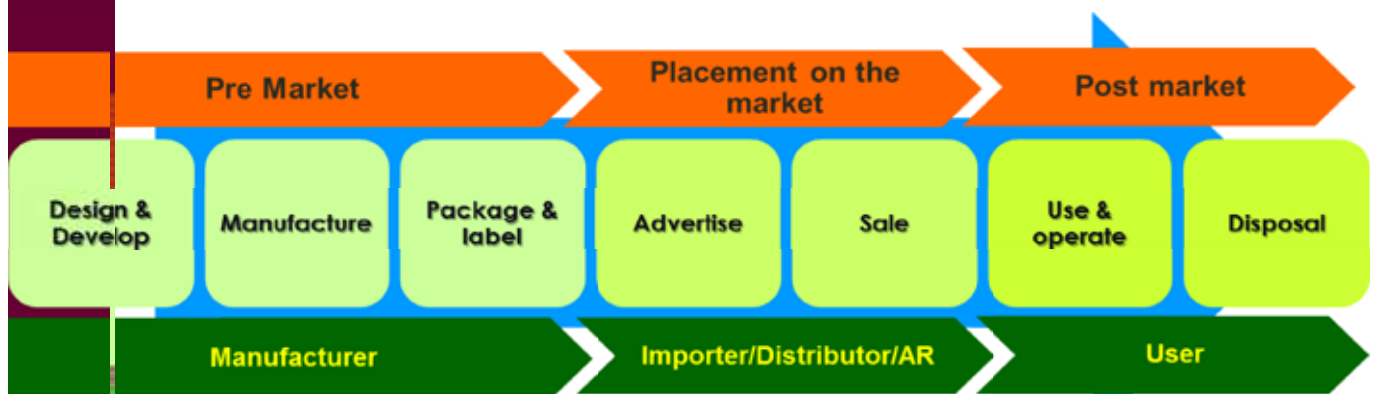 Pre Market
Placement on the
market
Post market
Design &
Develop
Manufacture
Package &
label
Advertise
Sale
Use &
operate
Disposal
Manufacturer
Importer/Distributor/AR
User